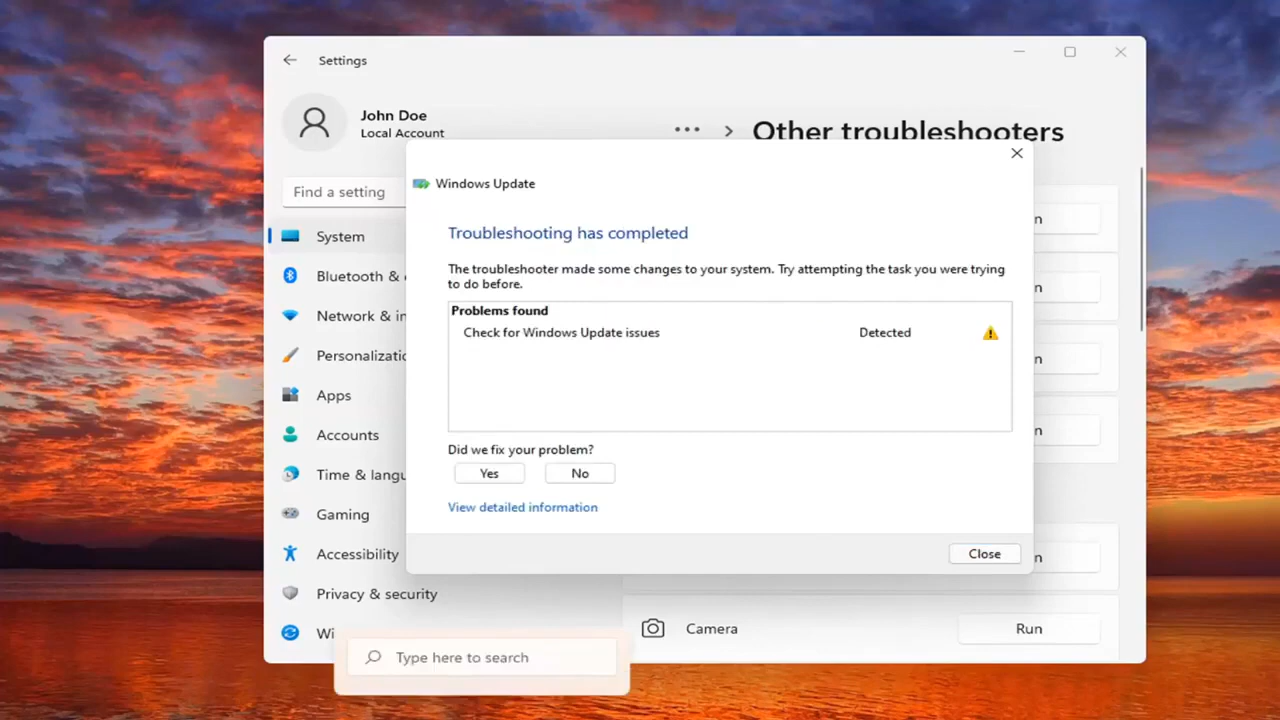 Settings
John Doe
Local Account
Other troubleshooters
Find a setting
Windows Update
Troubleshooting has completed
The troubleshooter made some changes to your system. Try attempting the task you were trying
to do before.
Problems found
Check for Windows Update issues Detected
Did we fix your problem?
Yes No
View detailed information
Close
System
Bluetooth &
Network & in
Personalizatio
Apps
Accounts
Time & langu
Gaming
Accessibility
Privacy & security
Wi
n
n
n
n
n
Camera Run
Type here to search